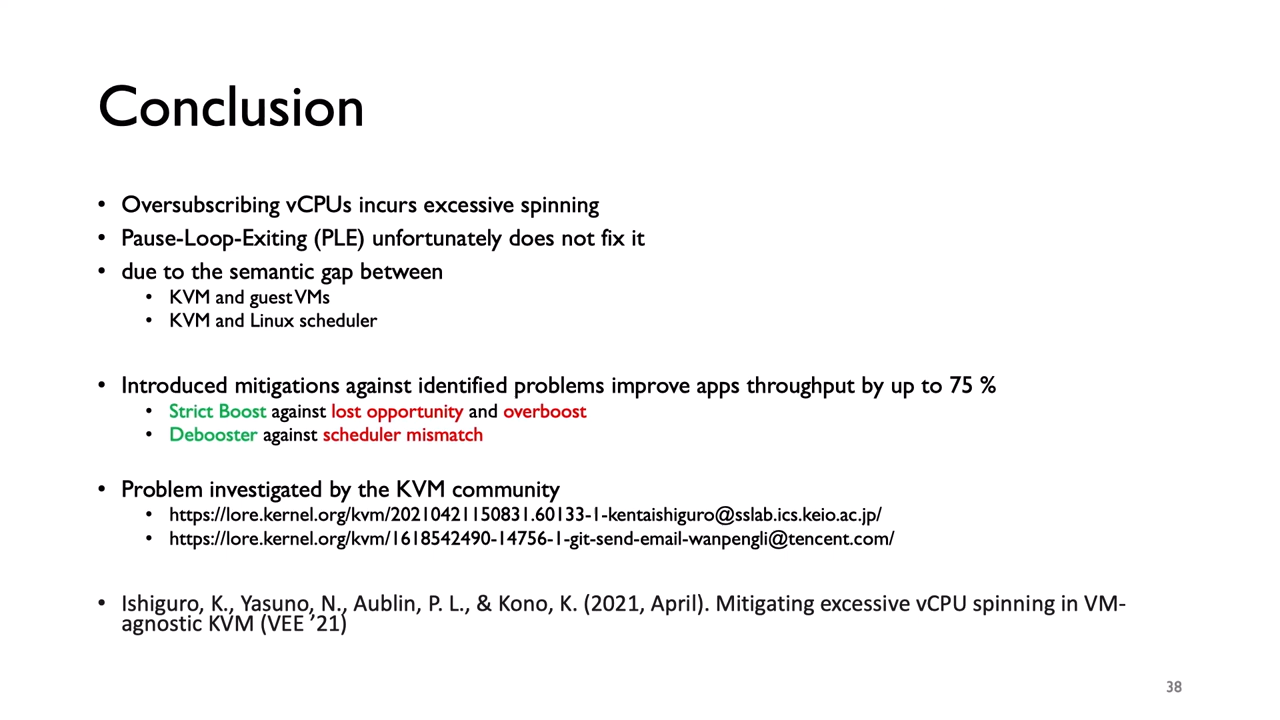 Conclusion
• Oversubscribing vCPUs incurs excessive spinning
• Pause-Loop-Exiting (PLE) unfortunately does not fix it
• due to the semantic gap between
• KVM and guest VMs
• KVM and Linux scheduler
• Introduced mitigations against identified problems improve apps throughput by up to 75 %
• Strict Boost against lost opportunity and overboost
• Debooster against scheduler mismatch
• Problem investigated by the KVM community
• https://lore.kernel.org/kvm/20210421150831.60133-1-kentaishiguro@sslab.ics.keio.ac.jp/
• https://lore.kernel.org/kvm/1618542490-14756-1-git-send-email-wanpengli@tencent.com/
• Ishiguro, K., Yasuno, N., Aublin, P. L., & Kono, K. (2021, April). Mitigating excessive vCPU spinning in VM-
agnostic KVM (VEE ’21)
38